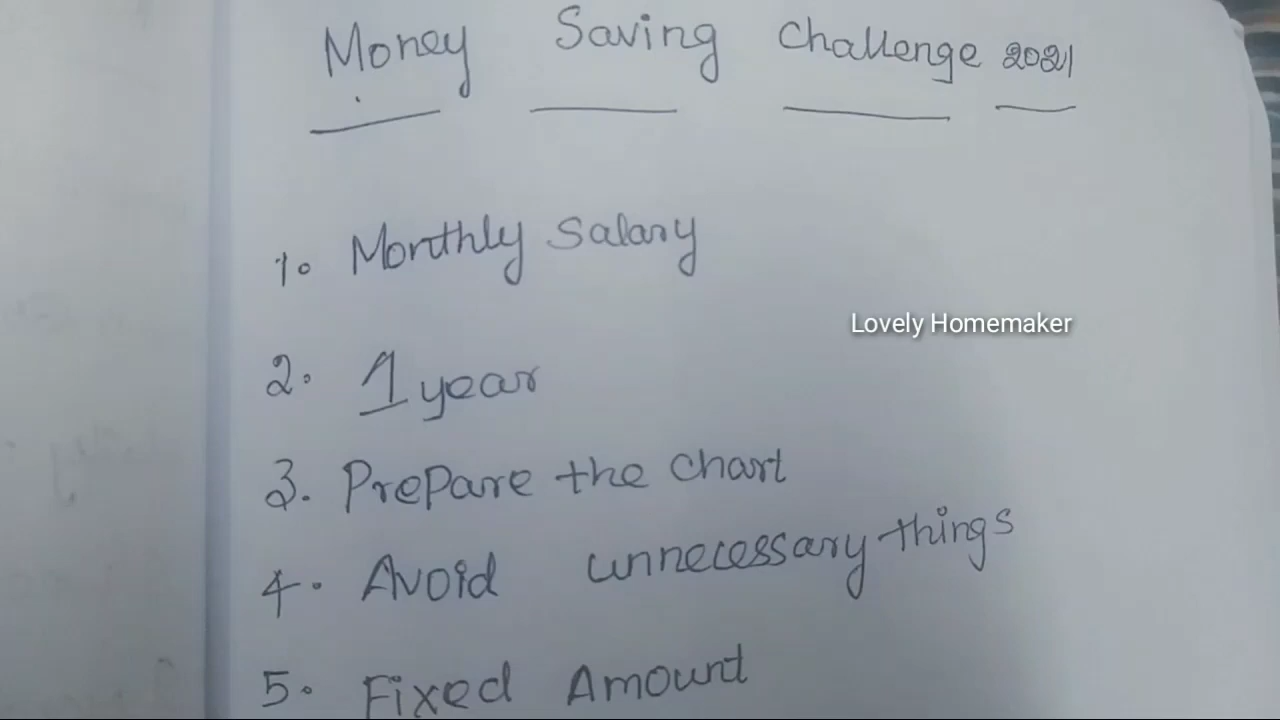 Money Saving Challenge 2021
1. Monthly Salary
Lovely Homemaker
2. 1 year
3. Prepare the chart
4. Avoid unnecessary things
5. Fixed Amount